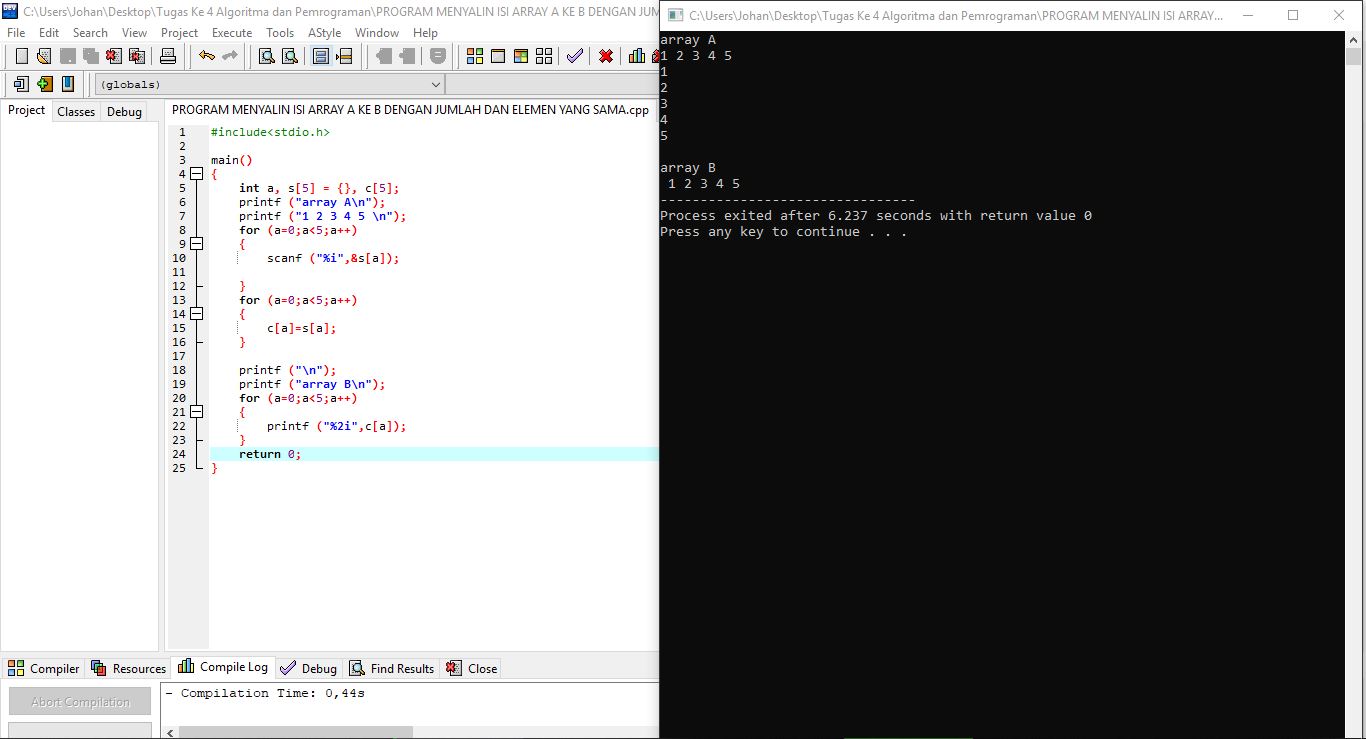 C:\Users\Johan\Desktop\Tugas Ke 4 Algoritma dan Pemrograman\PROGRAM MENYALIN ISI ARRAY A KE B DENGAN JUM
File Edit Search View Project Execute Tools AStyle Window Help
(globals)
Project Classes Debug
PROGRAM MENYALIN ISI ARRAY A KE B DENGAN JUMLAH DAN ELEMEN YANG SAMA.cpp
1 #include<stdio.h>
2
3 main()
4 {
5 int a, s[5] = {}, c[5];
6 printf ("array A\n");
7 printf ("1 2 3 4 5 \n");
8 for (a=0;a<5;a++)
9 {
10 scanf ("%i",&s[a]);
11
12 }
13 for (a=0;a<5;a++)
14 {
15 c[a]=s[a];
16 }
17
18 printf ("\n");
19 printf ("array B\n");
20 for (a=0;a<5;a++)
21 {
22 printf ("%2i",c[a]);
23 }
24 return 0;
25 }
Compiler Resources Compile Log Debug Find Results Close
Abort Compilation
- Compilation Time: 0,44s
C:\Users\Johan\Desktop\Tugas Ke 4 Algoritma dan Pemrograman\PROGRAM MENYALIN ISI ARRAY...
array A
1 2 3 4 5
1
2
3
4
5
array B
1 2 3 4 5
--------------------------------
Process exited after 6.237 seconds with return value 0
Press any key to continue . . .